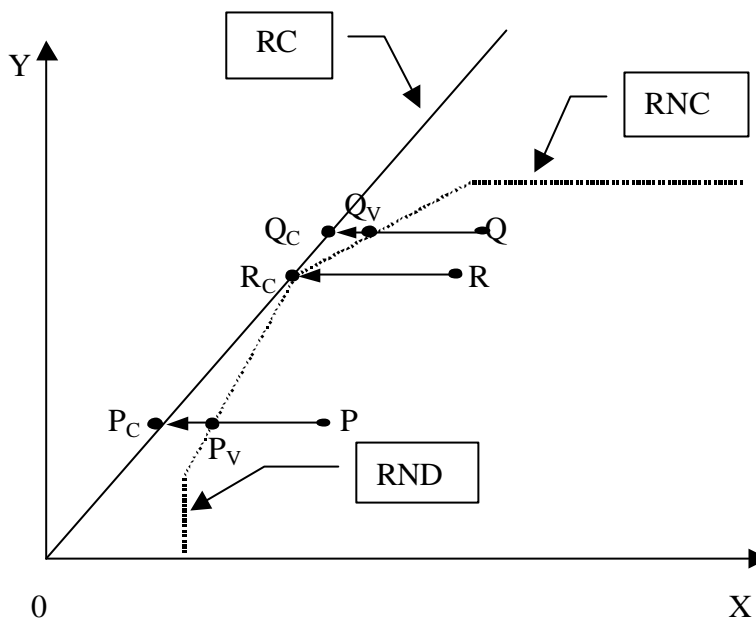 RC
Y
RNC
Q_V
Q_C Q
R_C R
P_C P
P_V
RND
0 X